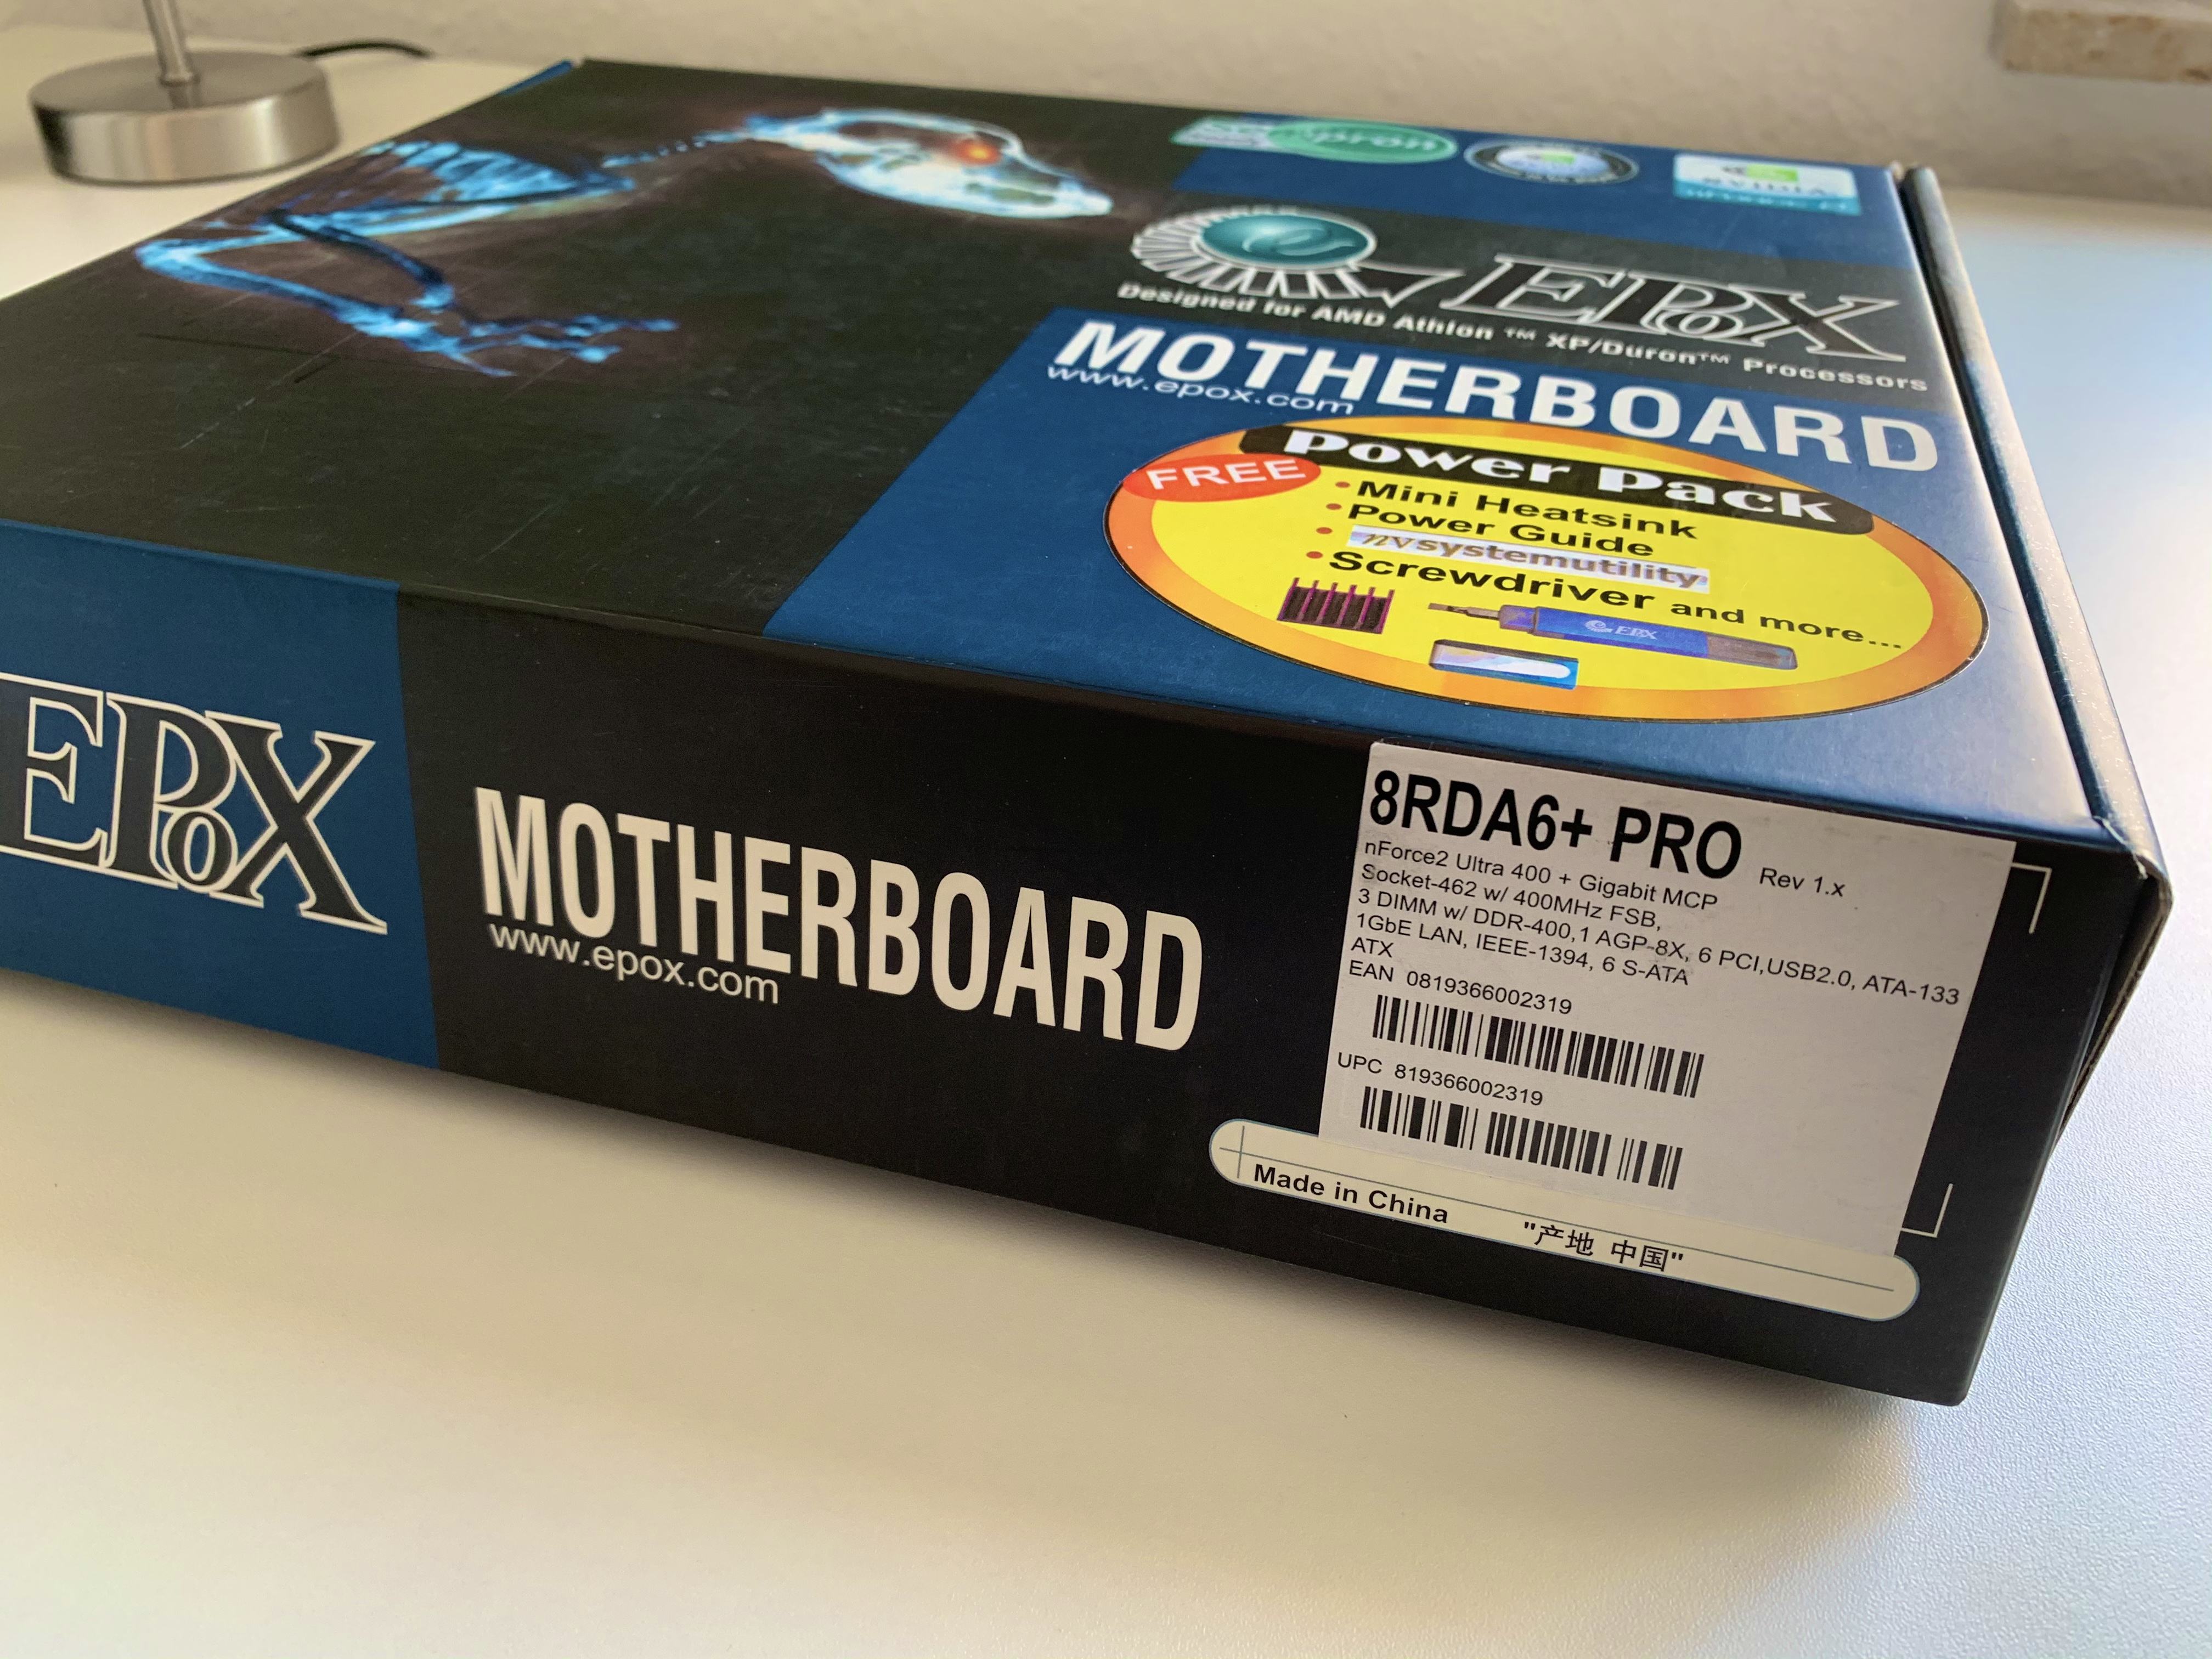 EPoX
Designed for AMD Athlon ™ XP/Duron™ Processors
MOTHERBOARD
www.epox.com
Power Pack
FREE
•Mini Heatsink
•Power Guide
• nvsystemutility
•Screwdriver and more...
EPoX
EPoX
MOTHERBOARD
www.epox.com
8RDA6+ PRO Rev 1.x
nForce2 Ultra 400 + Gigabit MCP
Socket-462 w/ 400MHz FSB,
3 DIMM w/ DDR-400,1 AGP-8X, 6 PCI,USB2.0, ATA-133
1GbE LAN, IEEE-1394, 6 S-ATA
ATX
EAN 0819366002319
UPC 819366002319
Made in China "产地 中国"